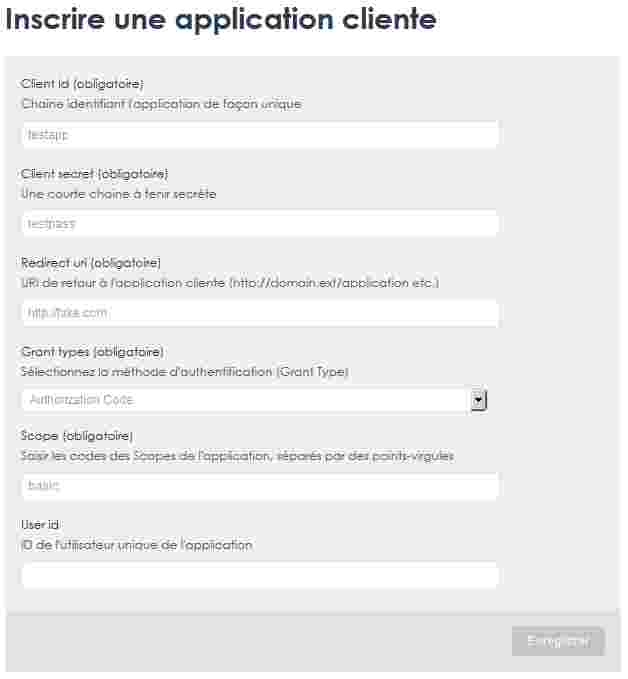 Inscrire une application cliente
Client Id (obligatoire)
Chaine identifiant l'application de façon unique
testapp
Client secret (obligatoire)
Une courte chaine à tenir secrète
testpass
Redirect uri (obligatoire)
URI de retour à l'application cliente (http://domain.ext/application etc.)
http://fake.com
Grant types (obligatoire)
Sélectionnez la méthode d'authentification (Grant Type)
Authorization Code
Scope (obligatoire)
Saisir les codes des Scopes de l'application, séparés par des points-virgules
basic
User id
ID de l'utilisateur unique de l'application
Enregistrer